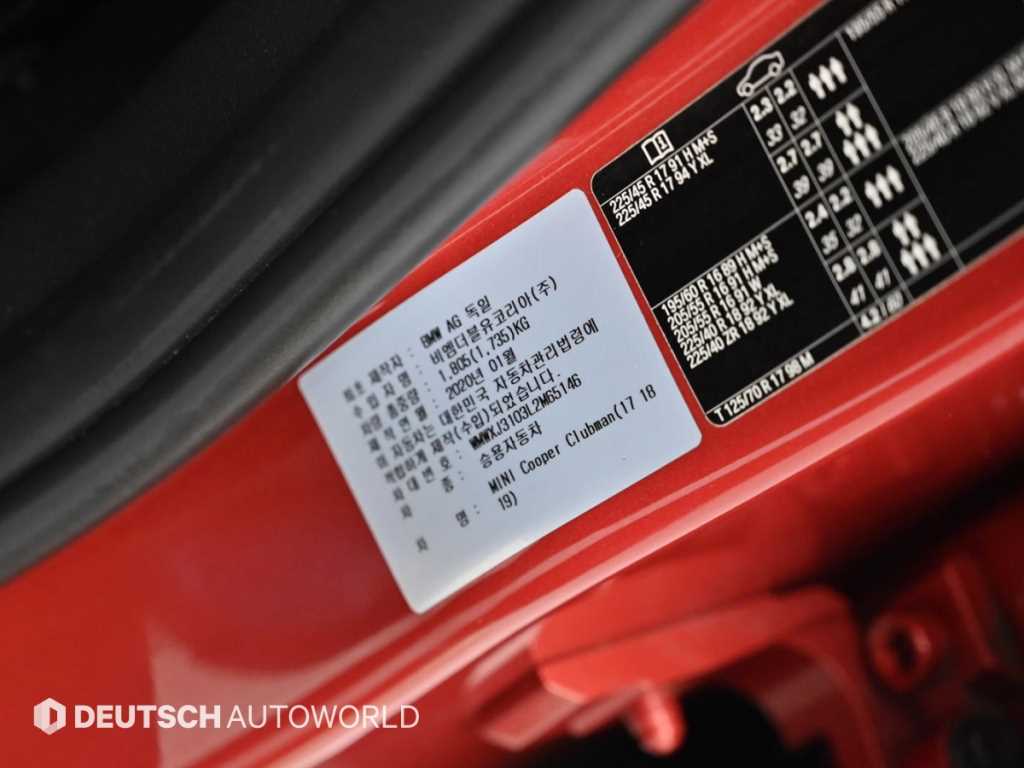 최초 제작자 : BMW AG 독일
수입자명 : 비엠더블유코리아(주)
차량 총중량 : 1,805(1,735)KG
제작연월 : 2020년 01월
이 자동차는 대한민국 자동차관리법령에
적합하게 제작(수입)되었습니다.
차대번호 : WMWXJ3103L2M65146
차 종 : 승용자동차
차 명 : MINI Cooper Clubman(17 18
19)
225/45 R 17 91 H M+S
225/45 R 17 94 Y XL
2.3 2.2
33 32
2.7 2.7
39 39
195/60 R 16 89 H M+S
205/55 R 16 91 H M+S
205/55 R 16 91 W
225/40 R 18 92 Y XL
225/40 ZR 18 92 Y XL
2.4 2.2
35 32
2.8 2.8
41 41
T 125/70 R 17 98 M
4.2 / 60
DEUTSCH AUTOWORLD